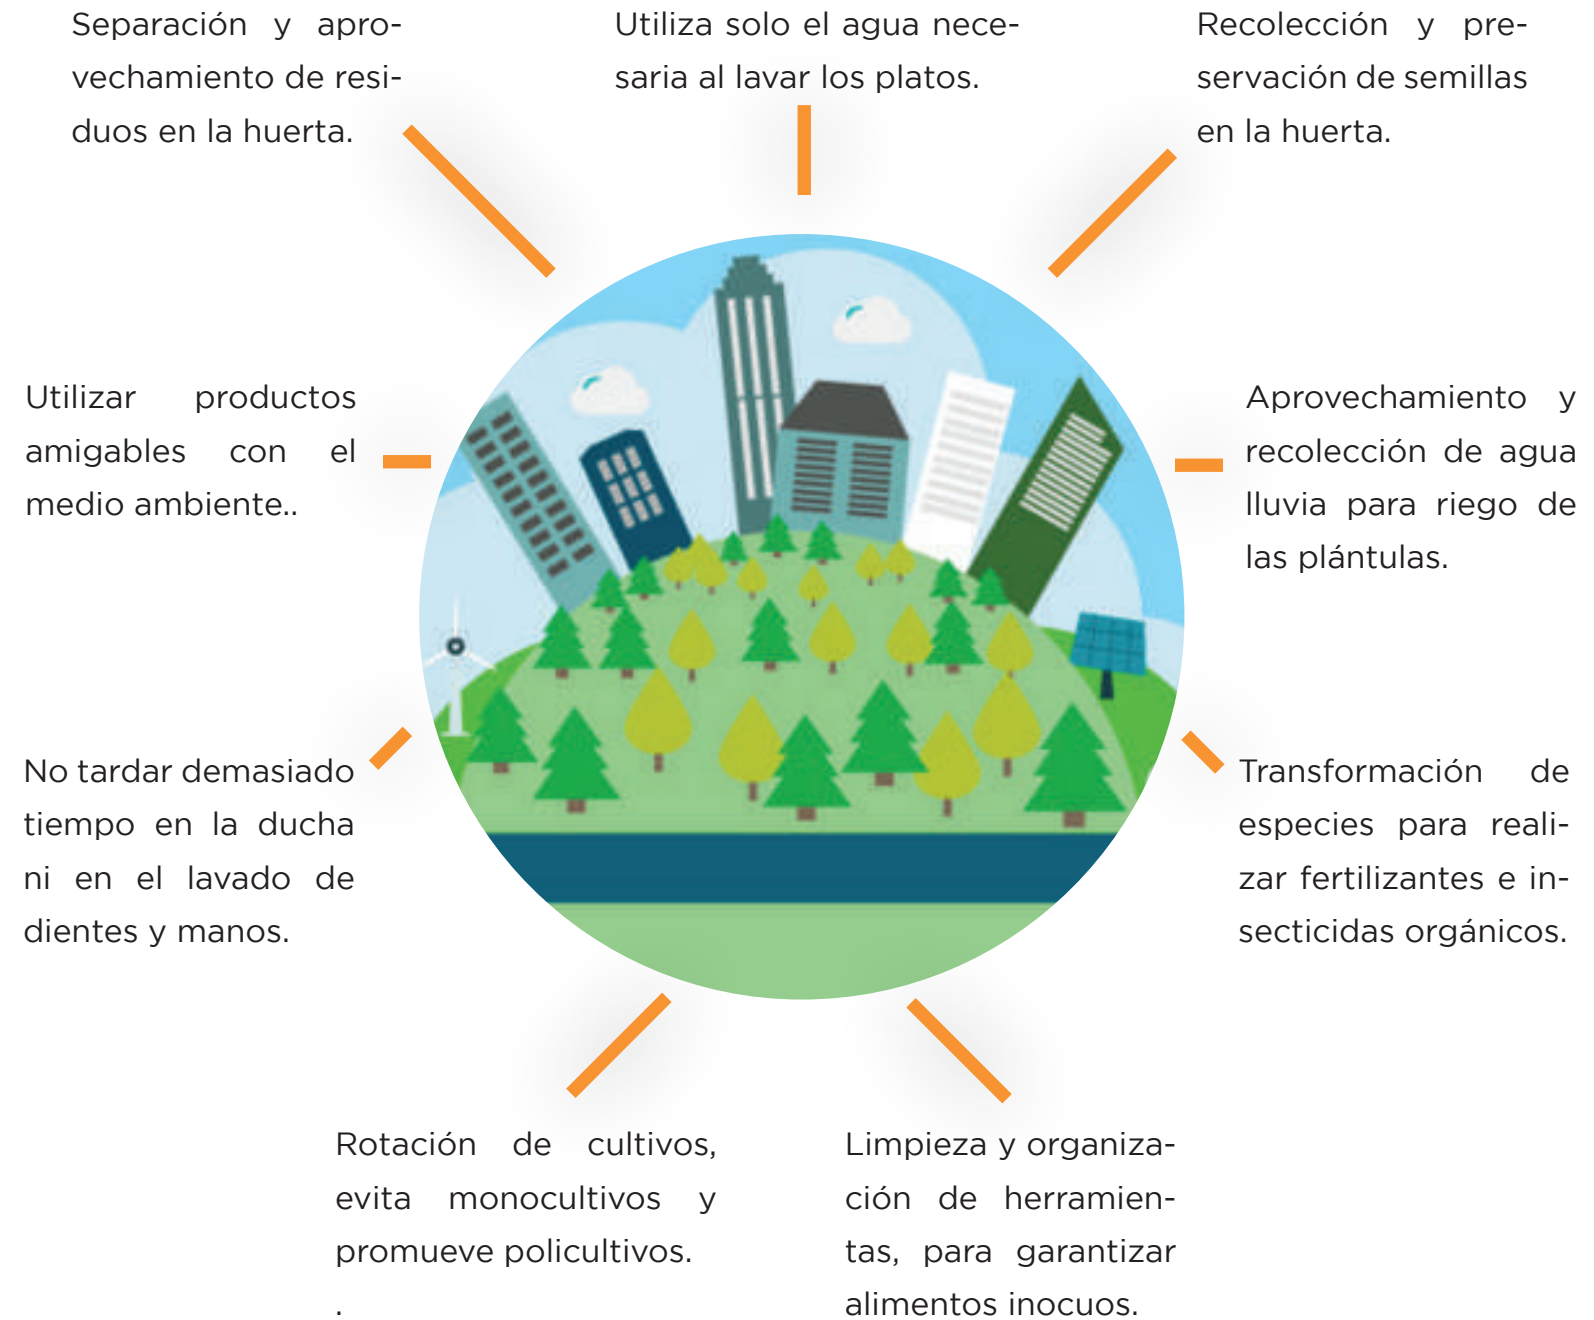 Separación y apro-
vechamiento de resi-
duos en la huerta.
Utiliza solo el agua nece-
saria al lavar los platos.
Recolección y pre-
servación de semillas
en la huerta.
Utilizar productos
amigables con el
medio ambiente..
Aprovechamiento y
recolección de agua
lluvia para riego de
las plántulas.
No tardar demasiado
tiempo en la ducha
ni en el lavado de
dientes y manos.
Transformación de
especies para reali-
zar fertilizantes e in-
secticidas orgánicos.
Rotación de cultivos,
evita monocultivos y
promueve policultivos.
.
Limpieza y organiza-
ción de herramien-
tas, para garantizar
alimentos inocuos.